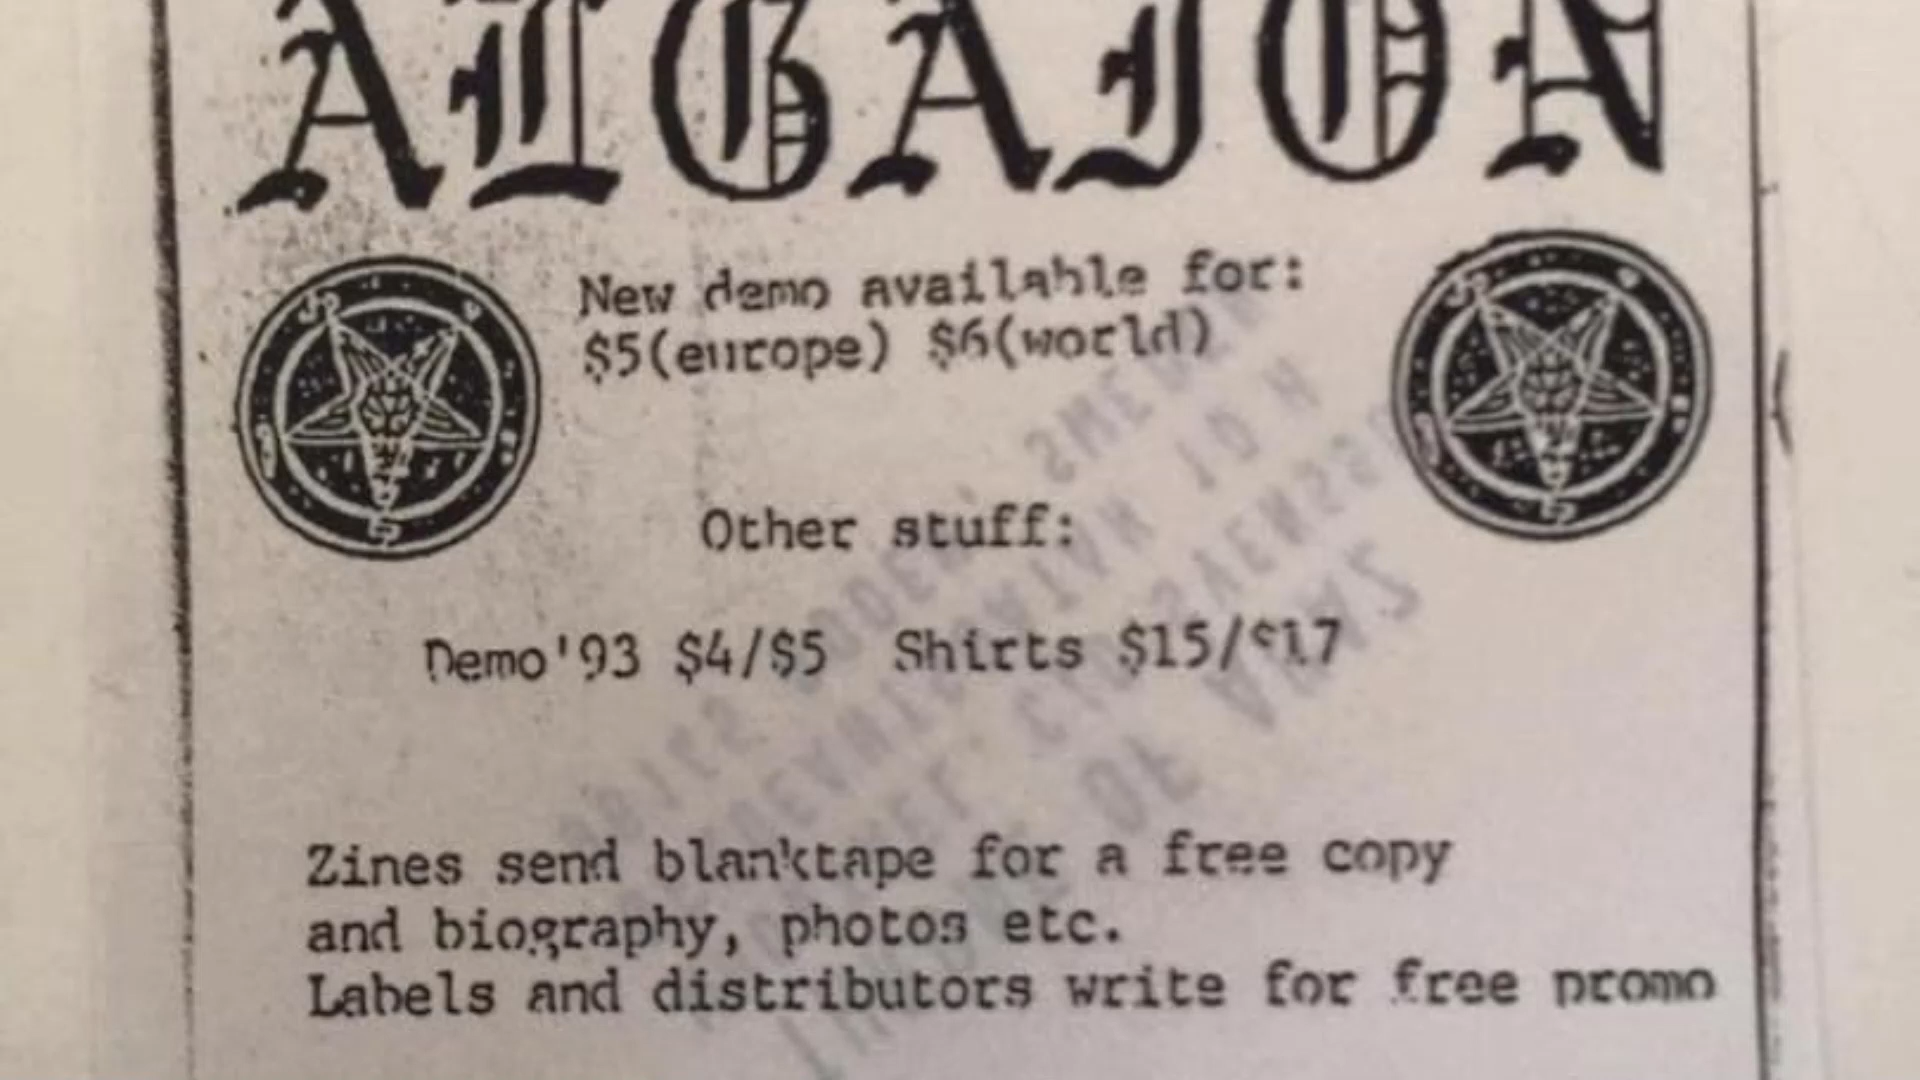 ALGAION
New demo available for:
$5(europe) $6(world)
Other stuff:
Demo'93 $4/$5 Shirts $15/$17
Zines send blanktape for a free copy
and biography, photos etc.
Labels and distributors write for free promo